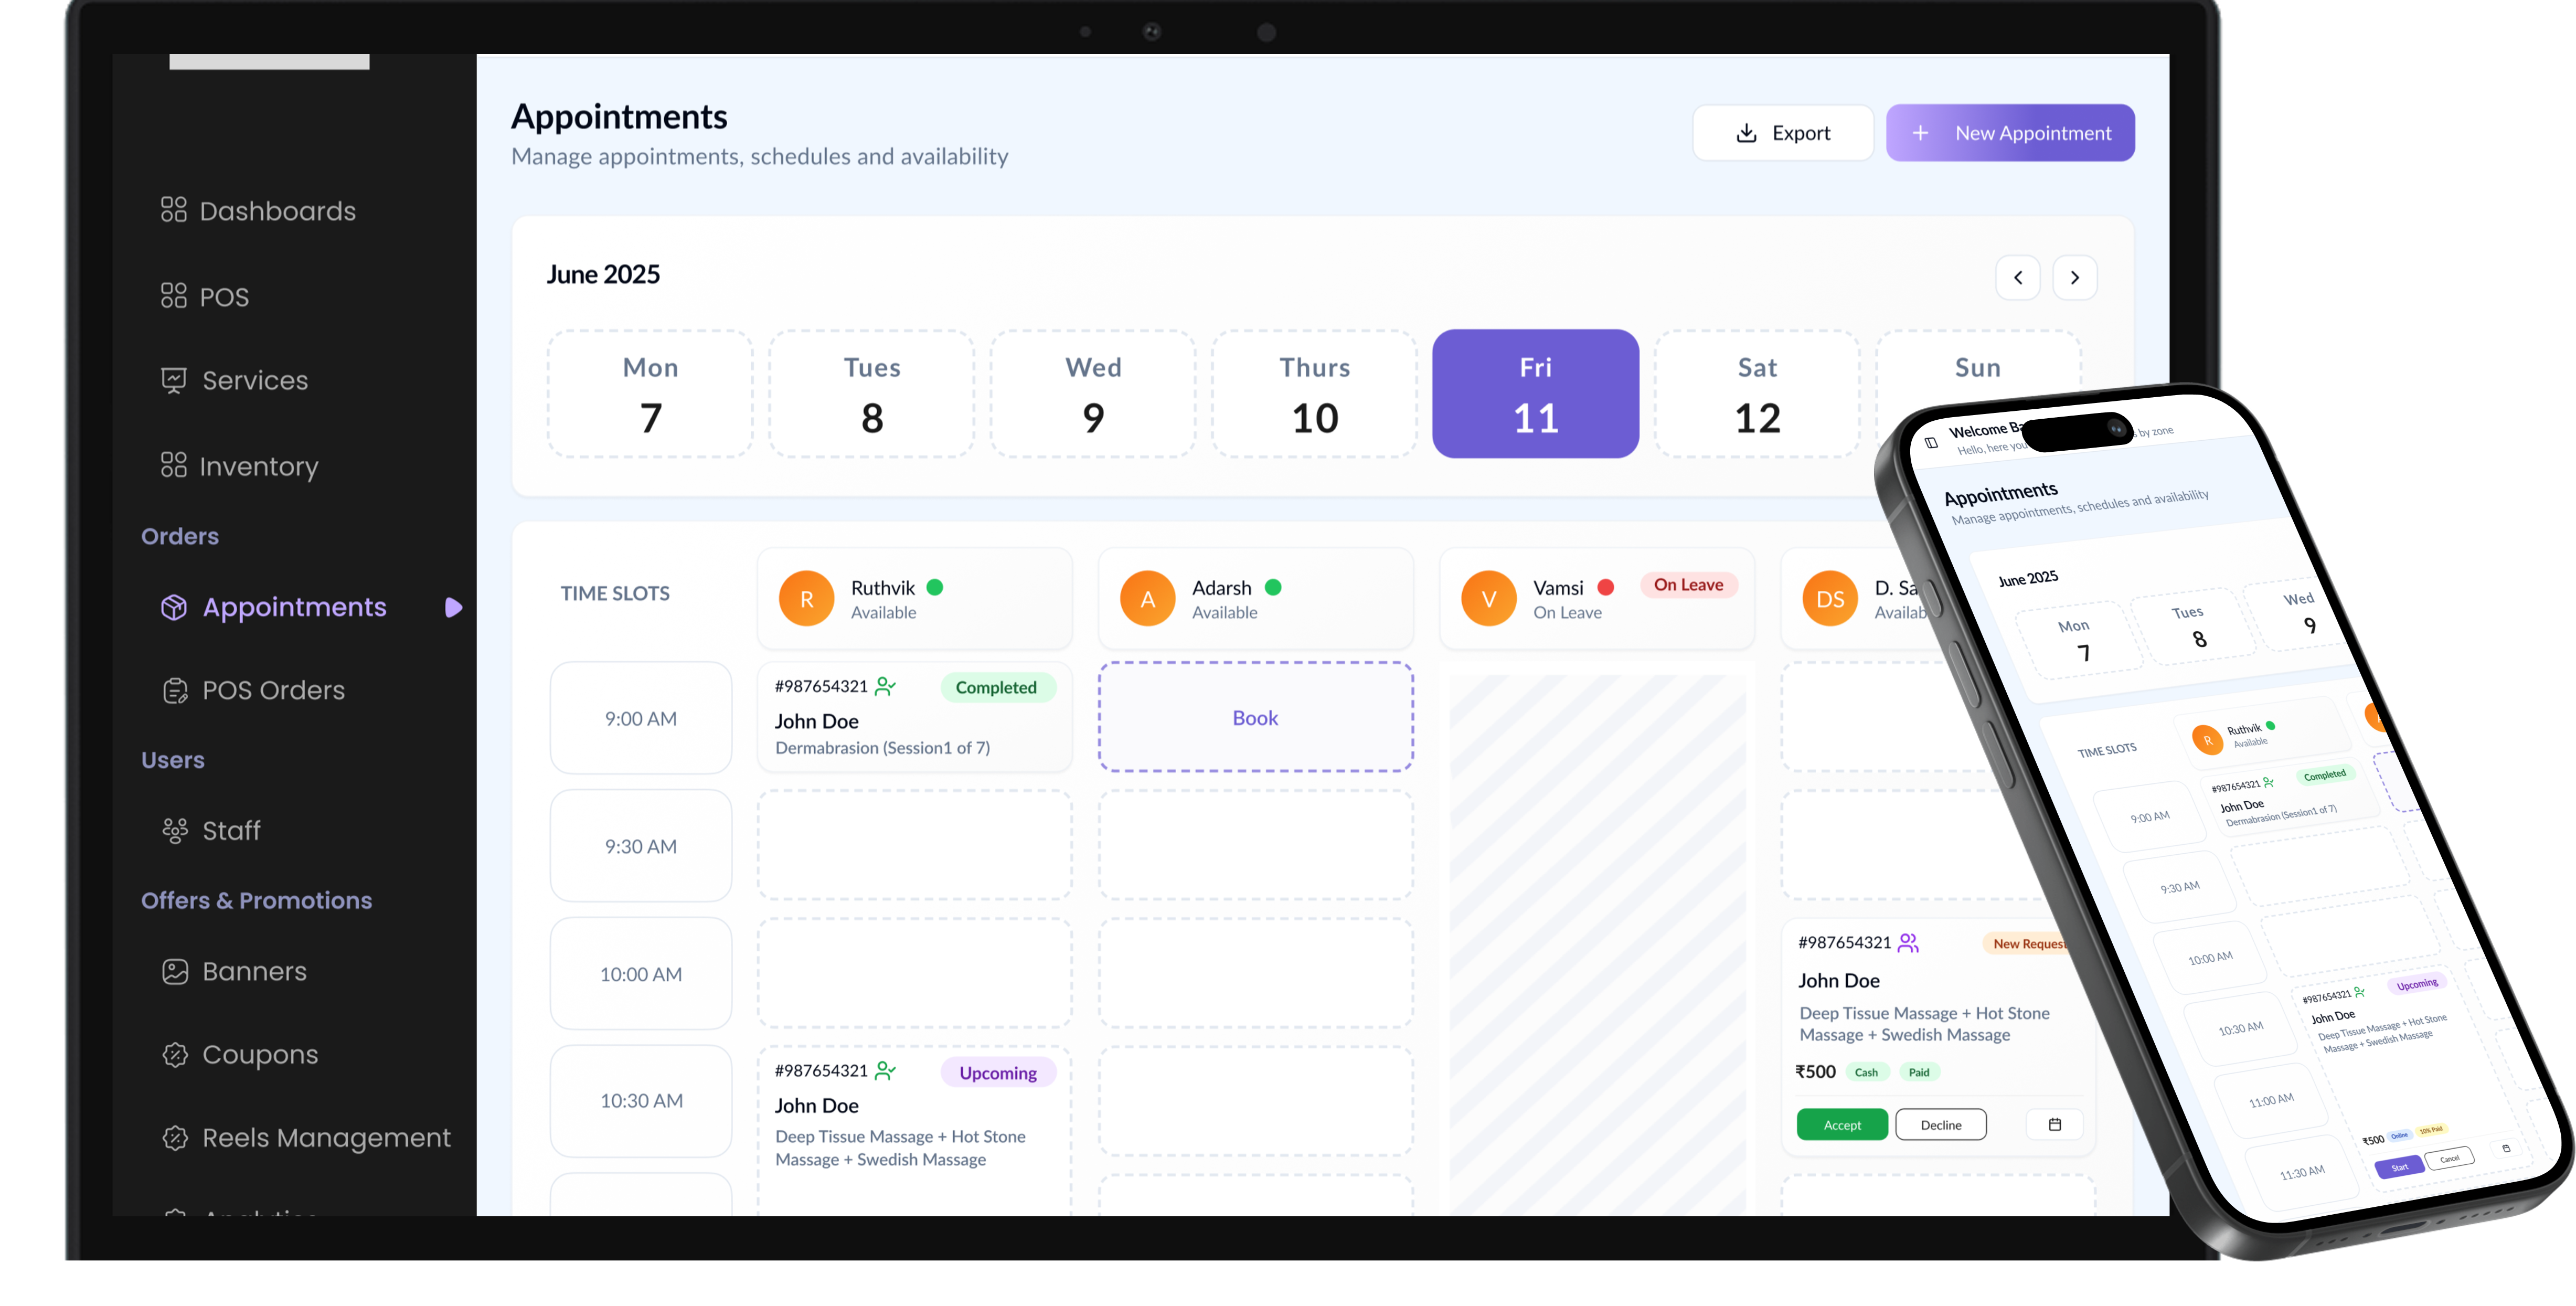 Dashboards
POS
Services
Inventory
Orders
Appointments
POS Orders
Users
Staff
Offers & Promotions
Banners
Coupons
Reels Management
Appointments
Manage appointments, schedules and availability
Export
+ New Appointment
June 2025
Mon Tues Wed Thurs Fri Sat Sun
7 8 9 10 11 12
TIME SLOTS
R Ruthvik
Available
A Adarsh
Available
V Vamsi On Leave
On Leave
DS D. Sa
Availab
9:00 AM
#987654321 Completed
John Doe
Dermabrasion (Session1 of 7)
Book
9:30 AM
10:00 AM
#987654321 New Request
John Doe
Deep Tissue Massage + Hot Stone
Massage + Swedish Massage
₹500 Cash Paid
Accept Decline
10:30 AM
#987654321 Upcoming
John Doe
Deep Tissue Massage + Hot Stone
Massage + Swedish Massage
Welcome Ba
Hello, here you s by zone
Appointments
Manage appointments, schedules and availability
June 2025
Mon Tues Wed
7 8 9
TIME SLOTS
R Ruthvik
Available
9:00 AM
#987654321 Completed
John Doe
Dermabrasion (Session1 of 7)
9:30 AM
10:00 AM
10:30 AM
#987654321 Upcoming
John Doe
Deep Tissue Massage + Hot Stone
Massage + Swedish Massage
11:00 AM
₹500 Online 10% Paid
Start Cancel
11:30 AM